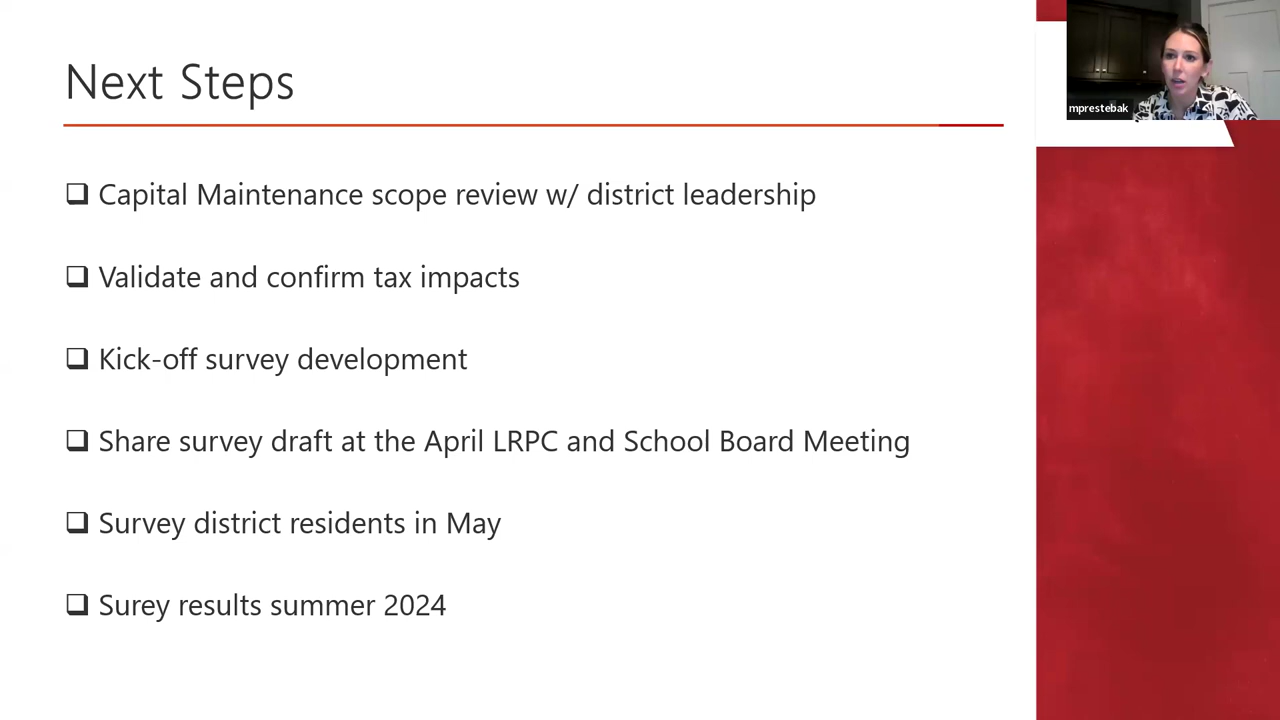 Next Steps
mprestebak
Capital Maintenance scope review w/ district leadership
Validate and confirm tax impacts
Kick-off survey development
Share survey draft at the April LRPC and School Board Meeting
Survey district residents in May
Surey results summer 2024